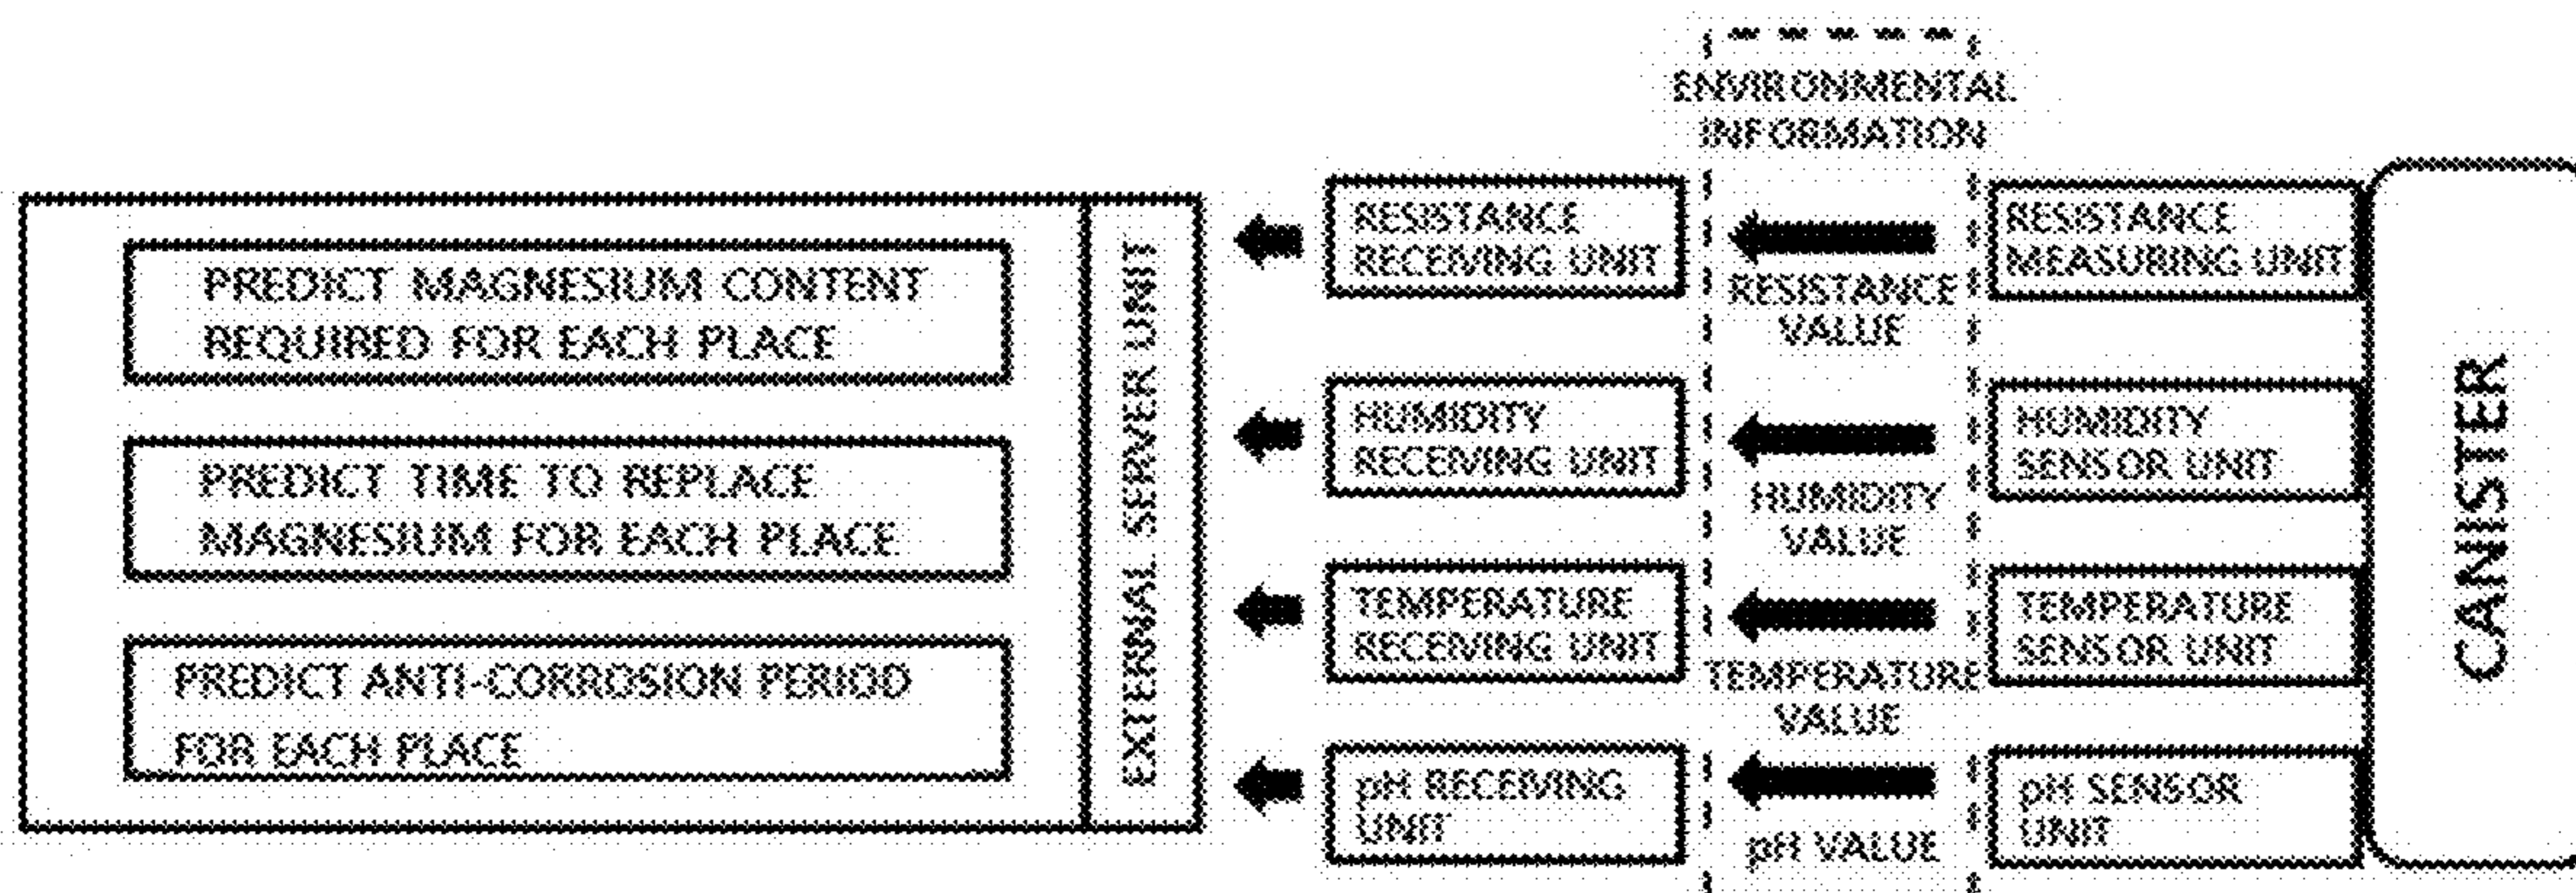 ENVIRONMENTAL
INFORMATION
PREDICT MAGNESIUM CONTENT
REQUIRED FOR EACH PLACE
PREDICT TIME TO REPLACE
MAGNESIUM FOR EACH PLACE
PREDICT ANTI-CORROSION PERIOD
FOR EACH PLACE
EXTERNAL SERVER UNIT
RESISTANCE
RECEIVING UNIT
HUMIDITY
RECEIVING UNIT
TEMPERATURE
RECEIVING UNIT
pH RECEIVING
UNIT
RESISTANCE
VALUE
HUMIDITY
VALUE
TEMPERATURE
VALUE
pH VALUE
RESISTANCE
MEASURING UNIT
HUMIDITY
SENSOR UNIT
TEMPERATURE
SENSOR UNIT
pH SENSOR
UNIT
CANISTER